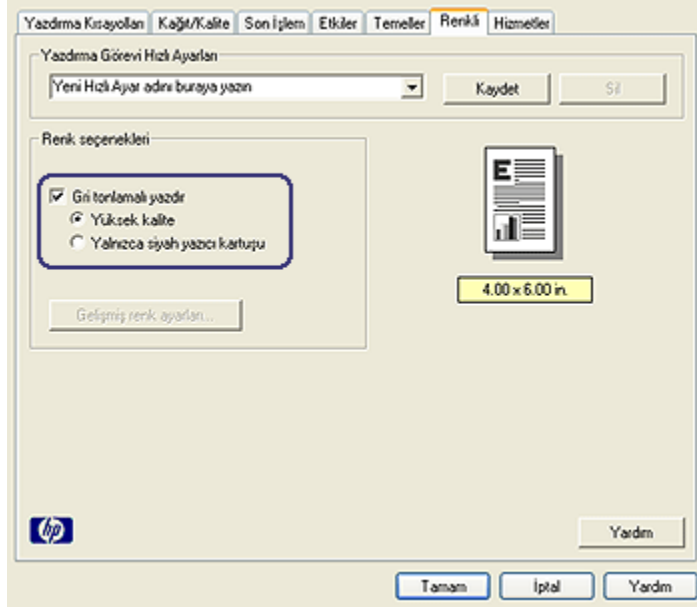 Yazdırma Kısayolları Kağıt/Kalite Son İşlem Etkiler Temeller Renkli Hizmetler
Yazdırma Görevi Hızlı Ayarları
Yeni Hızlı Ayar adını buraya yazın Kaydet Sil
Renk seçenekleri
Gri tonlamalı yazdır
Yüksek kalite
Yalnızca siyah yazıcı kartuşu
E
4.00 x 6.00 in.
Gelişmiş renk ayarları...
hp
Yardım
Tamam İptal Yardım